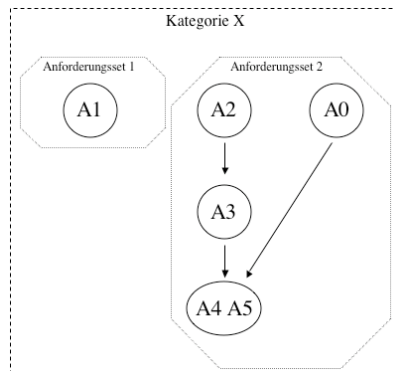 Kategorie X
Anforderungsset 1
Anforderungsset 2
A1
A2
A0
A3
A4 A5